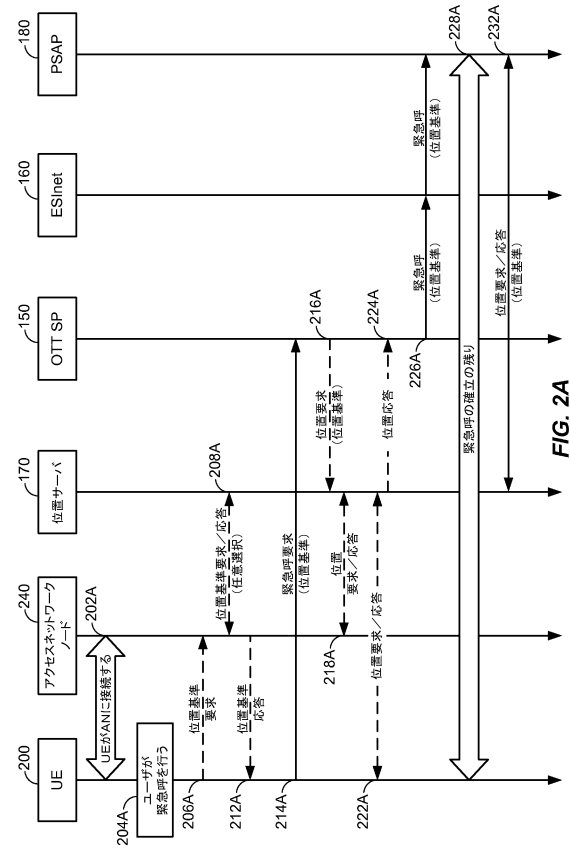 200
UE
240
アクセスネットワーク
ノード
170
位置サーバ
150
OTT SP
160
ESInet
180
PSAP
202A
UEがANに接続する
204A
ユーザが
緊急呼を行う
206A
位置基準
要求
208A
位置基準要求/応答
(任意選択)
212A
位置基準
応答
214A
緊急呼要求
(位置基準)
216A
位置要求
(位置基準)
218A
位置
要求/応答
222A
位置要求/応答
224A
位置応答
226A
緊急呼
(位置基準)
緊急呼
(位置基準)
228A
緊急呼の確立の残り
232A
位置要求/応答
(位置基準)
FIG. 2A